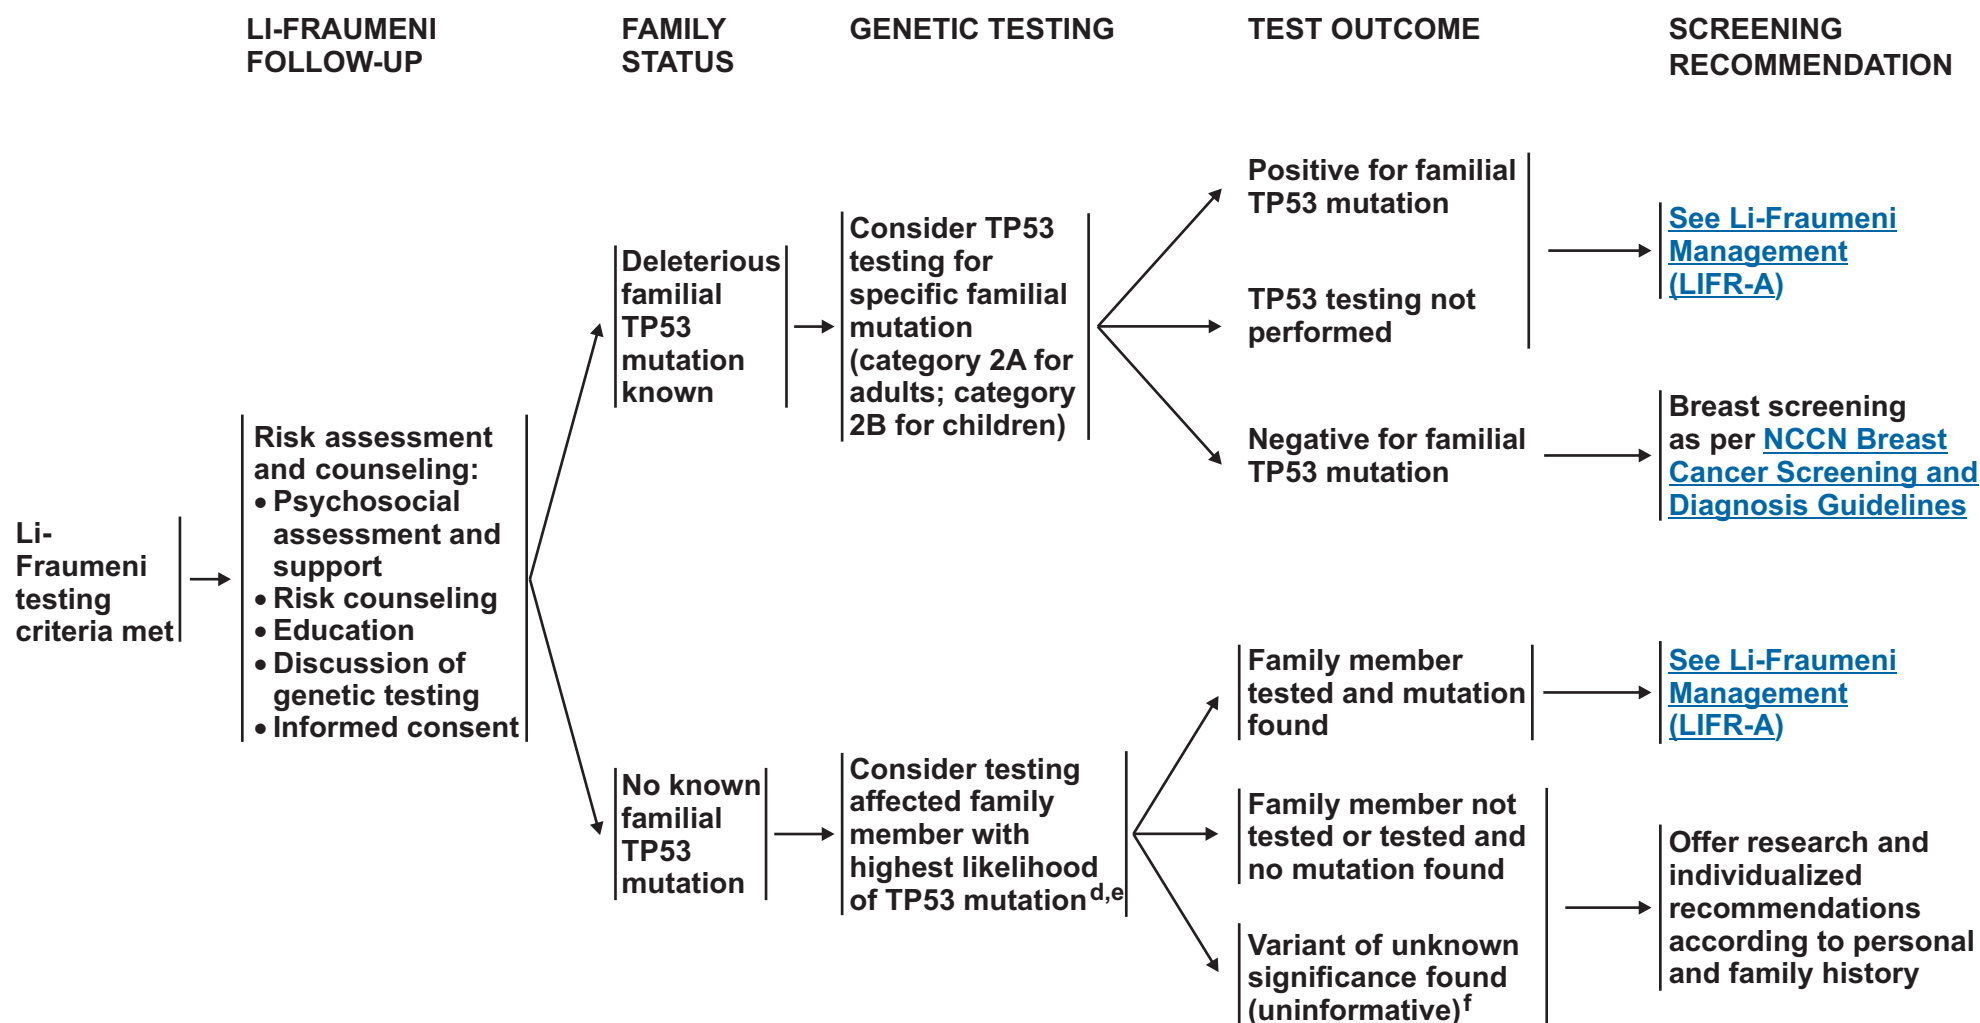 LI-FRAUMENI
FOLLOW-UP
FAMILY
STATUS
GENETIC TESTING
TEST OUTCOME
SCREENING
RECOMMENDATION
Li-
Fraumeni
testing
criteria met
Risk assessment
and counseling:
• Psychosocial
assessment and
support
• Risk counseling
• Education
• Discussion of
genetic testing
• Informed consent
Deleterious
familial
TP53
mutation
known
Consider TP53
testing for
specific familial
mutation
(category 2A for
adults; category
2B for children)
Positive for familial
TP53 mutation
TP53 testing not
performed
See Li-Fraumeni
Management
(LIFR-A)
Negative for familial
TP53 mutation
Breast screening
as per NCCN Breast
Cancer Screening and
Diagnosis Guidelines
No known
familial
TP53
mutation
Consider testing
affected family
member with
highest likelihood
of TP53 mutation d,e
Family member
tested and mutation
found
See Li-Fraumeni
Management
(LIFR-A)
Family member not
tested or tested and
no mutation found
Variant of unknown
significance found
(uninformative) f
Offer research and
individualized
recommendations
according to personal
and family history